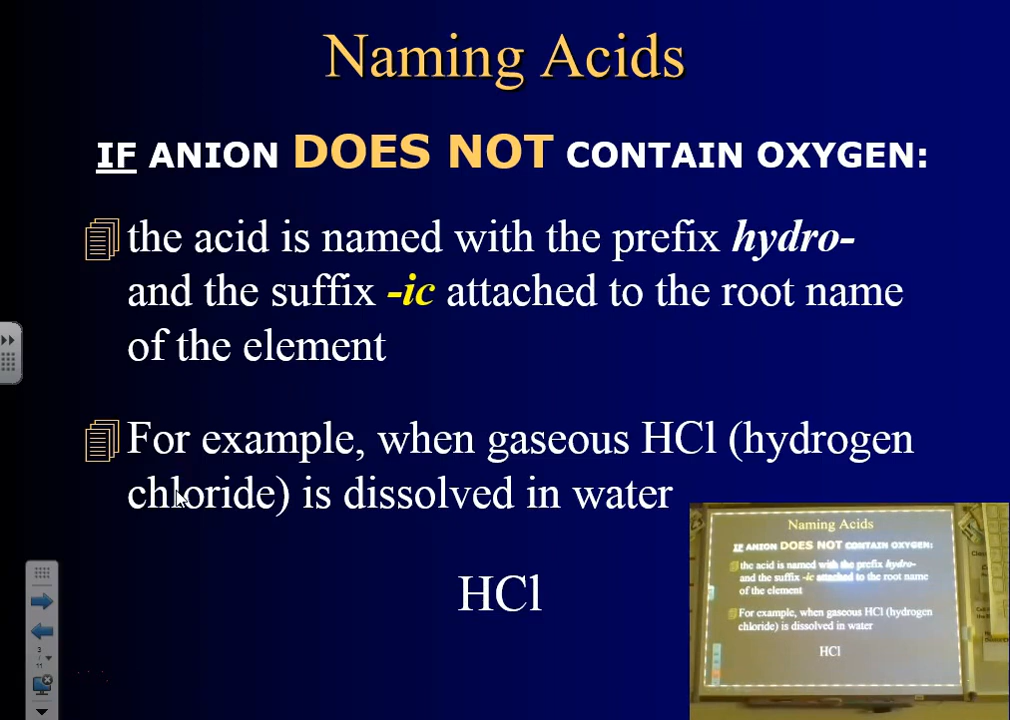 Naming Acids
IF ANION DOES NOT CONTAIN OXYGEN:
the acid is named with the prefix hydro-
and the suffix -ic attached to the root name
of the element
For example, when gaseous HCl (hydrogen
chloride) is dissolved in water
HCl
3
/
11
Naming Acids
IF ANION DOES NOT CONTAIN OXYGEN:
the acid is named with the prefix hydro-
and the suffix -ic attached to the root name
of the element
For example, when gaseous HCl (hydrogen
chloride) is dissolved in water
HCl